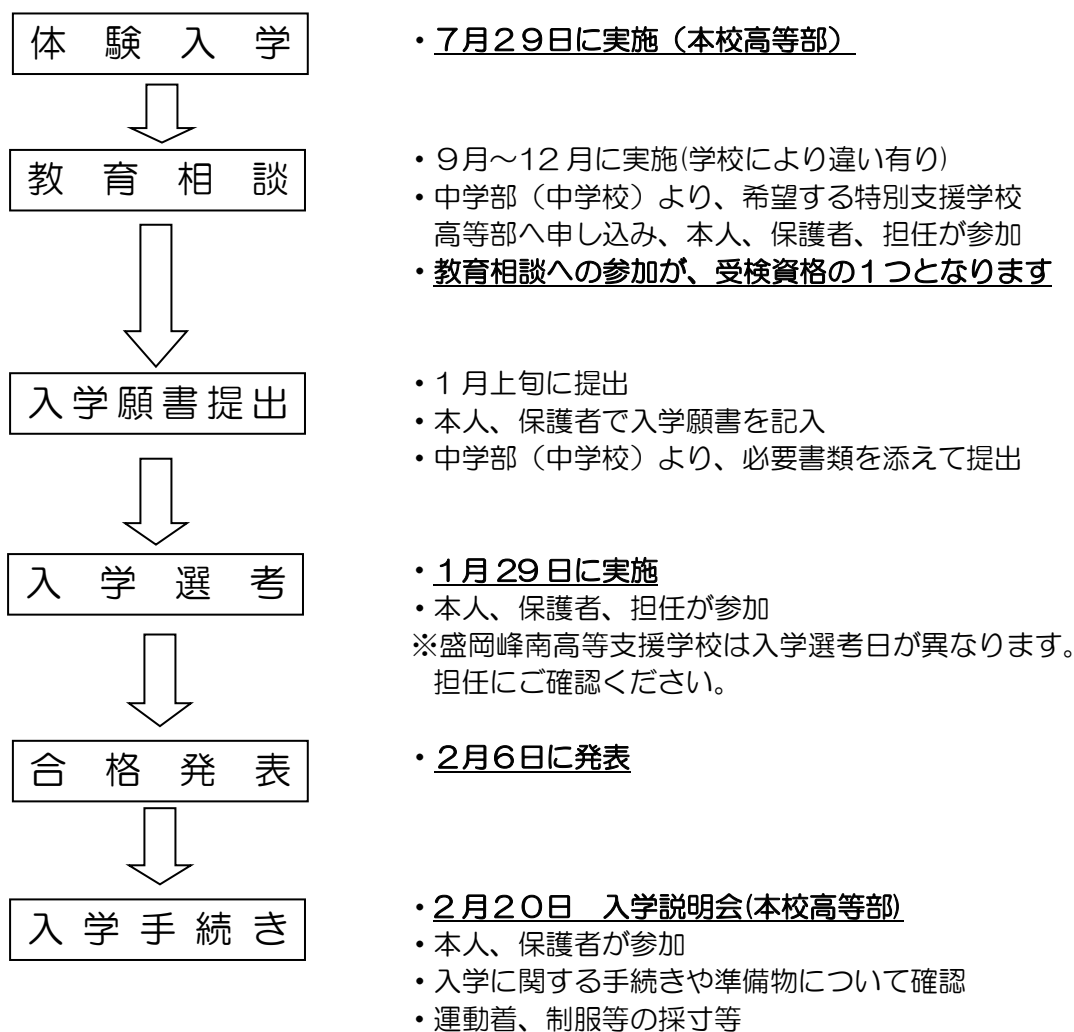 体験入学
・７月２９日に実施（本校高等部）
教育相談
・９月～12 月に実施(学校により違い有り)
・中学部（中学校）より、希望する特別支援学校
高等部へ申し込み、本人、保護者、担任が参加
・教育相談への参加が、受検資格の１つとなります
入学願書提出
・１月上旬に提出
・本人、保護者で入学願書を記入
・中学部（中学校）より、必要書類を添えて提出
入学選考
・１月 29 日に実施
・本人、保護者、担任が参加
※盛岡峰南高等支援学校は入学選考日が異なります。
担任にご確認ください。
合格発表
・２月６日に発表
入学手続き
・２月２０日　入学説明会(本校高等部)
・本人、保護者が参加
・入学に関する手続きや準備物について確認
・運動着、制服等の採寸等